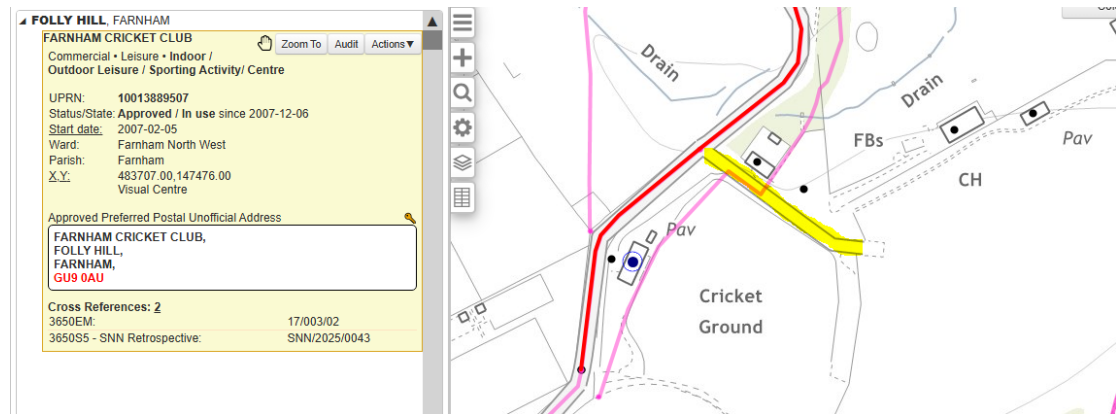 FOLLY HILL, FARNHAM
FARNHAM CRICKET CLUB
Zoom To Audit Actions▼
Commercial • Leisure • Indoor /
Outdoor Leisure / Sporting Activity/ Centre
UPRN: 10013889507
Status/State: Approved / In use since 2007-12-06
Start date: 2007-02-05
Ward: Farnham North West
Parish: Farnham
X,Y: 483707.00,147476.00
Visual Centre
Approved Preferred Postal Unofficial Address
FARNHAM CRICKET CLUB,
FOLLY HILL,
FARNHAM,
GU9 0AU
Cross References: 2
3650EM: 17/003/02
3650S5 - SNN Retrospective: SNN/2025/0043
Drain
Drain
FBs
Pav
CH
Pav
Cricket
Ground